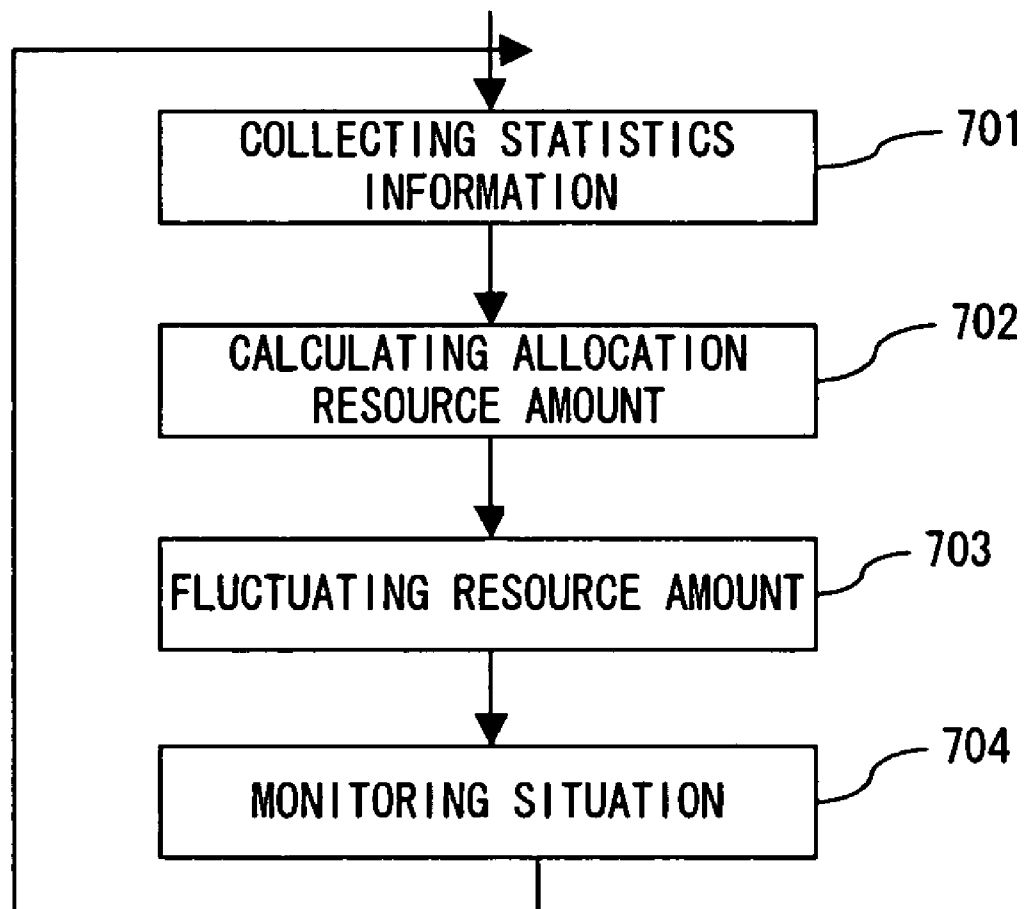 COLLECTING STATISTICS
INFORMATION
701
CALCULATING ALLOCATION
RESOURCE AMOUNT
702
FLUCTUATING RESOURCE AMOUNT
703
MONITORING SITUATION
704